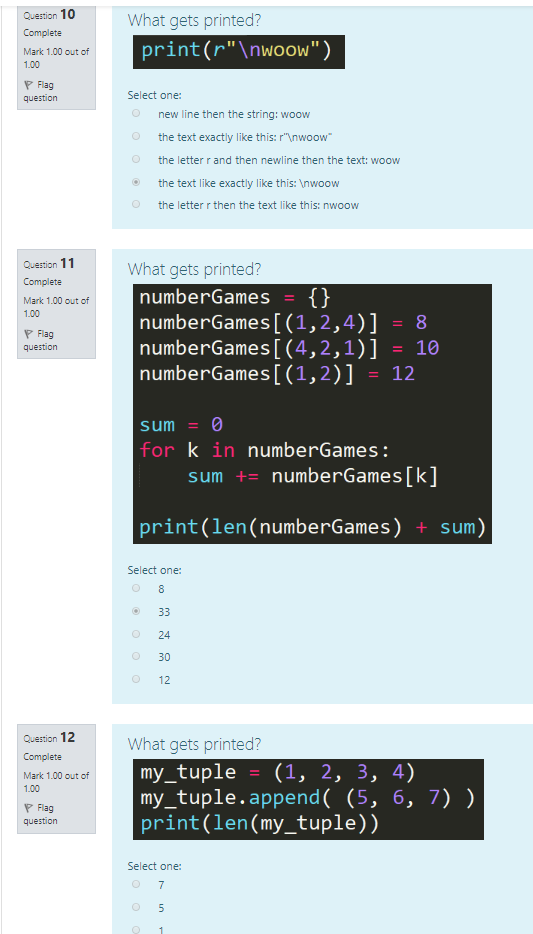 Question 10
Complete
Mark 1.00 out of
1.00
Flag
question
What gets printed?
print(r"\nwoow")
Select one:
new line then the string: woow
the text exactly like this: r"\nwoow"
the letter r and then newline then the text: woow
the text like exactly like this: \nwoow
the letter r then the text like this: nwoow
Question 11
Complete
Mark 1.00 out of
1.00
Flag
question
What gets printed?
numberGames = {}
numberGames[(1,2,4)] = 8
numberGames[(4,2,1)] = 10
numberGames[(1,2)] = 12
sum = 0
for k in numberGames:
sum += numberGames[k]
print(len(numberGames) + sum)
Select one:
8
33
24
30
12
Question 12
Complete
Mark 1.00 out of
1.00
Flag
question
What gets printed?
my_tuple = (1, 2, 3, 4)
my_tuple.append( (5, 6, 7) )
print(len(my_tuple))
Select one:
7
5
1